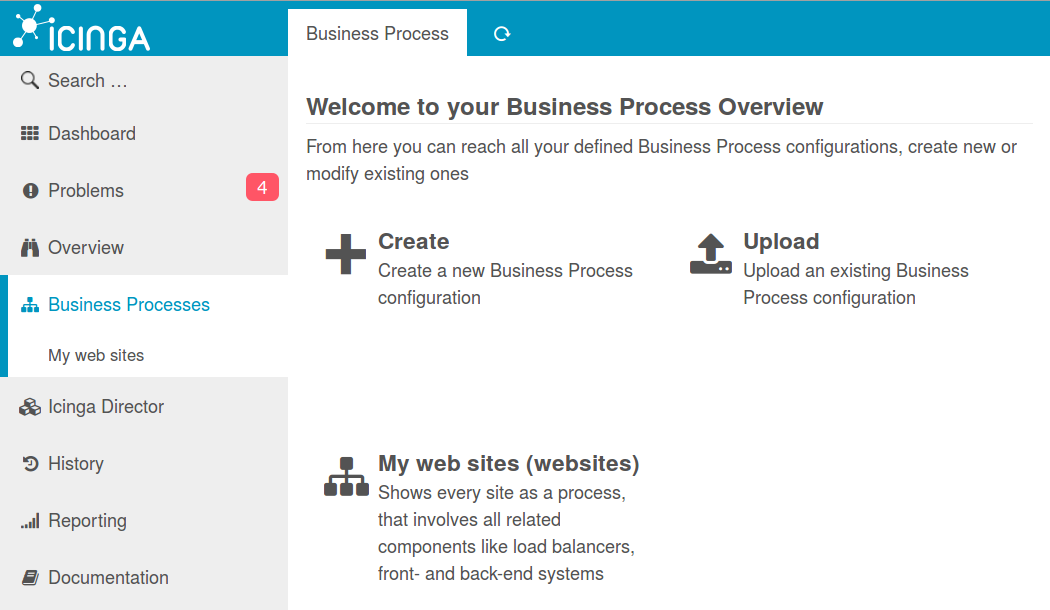 ICINGA
Business Process
Search …
Dashboard
Problems
4
Overview
Business Processes
My web sites
Icinga Director
History
Reporting
Documentation
Welcome to your Business Process Overview
From here you can reach all your defined Business Process configurations, create new or
modify existing ones
Create
Create a new Business Process
configuration
Upload
Upload an existing Business
Process configuration
My web sites (websites)
Shows every site as a process,
that involves all related
components like load balancers,
front- and back-end systems